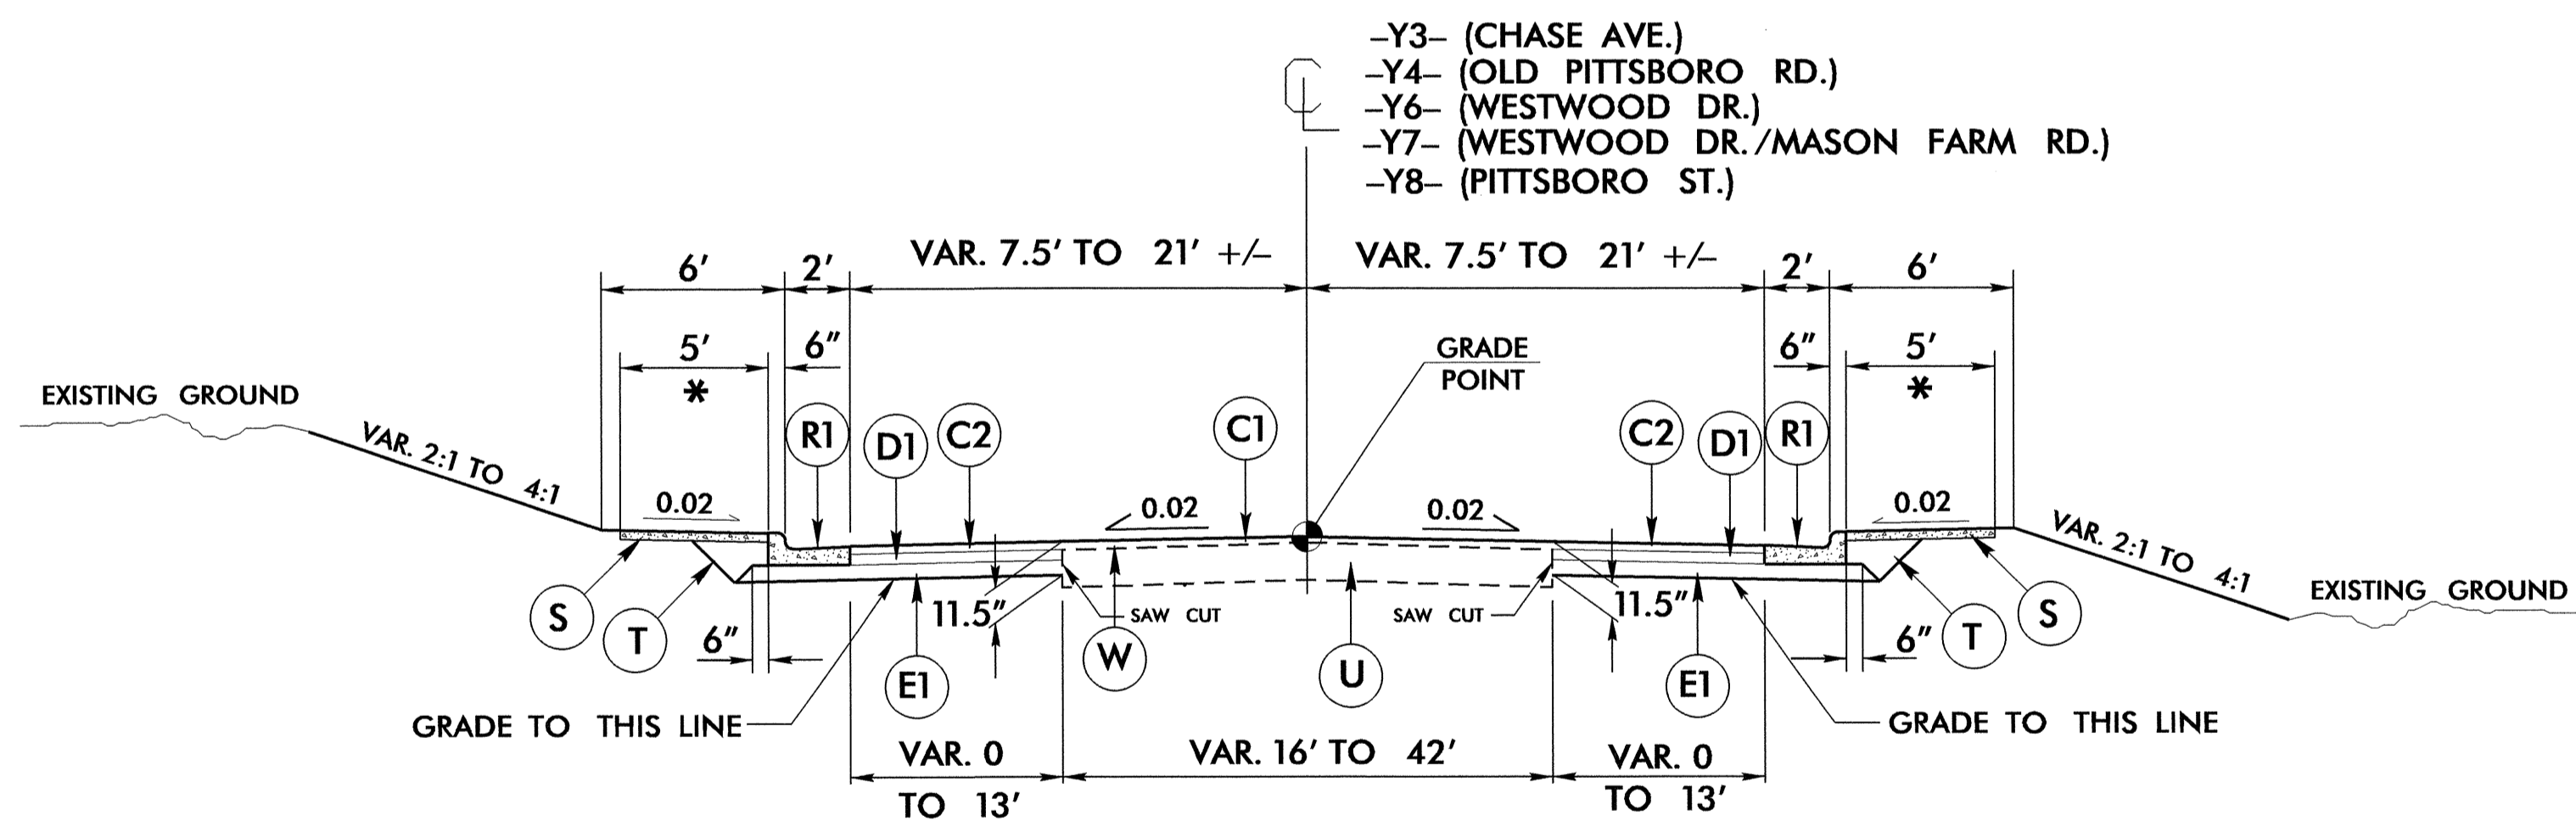 –Y3– (CHASE AVE.)
–Y4– (OLD PITTSBORO RD.)
–Y6– (WESTWOOD DR.)
–Y7– (WESTWOOD DR./MASON FARM RD.)
–Y8– (PITTSBORO ST.)
CL
VAR. 7.5' TO 21' +/–
VAR. 7.5' TO 21' +/–
6'
2'
2'
6'
5'
*
6"
GRADE
POINT
6"
5'
*
EXISTING GROUND
VAR. 2:1 TO 4:1
R1
D1
C2
C1
C2
D1
R1
0.02
0.02
0.02
0.02
VAR. 2:1 TO 4:1
EXISTING GROUND
S
T
6"
11.5"
SAW CUT
SAW CUT
11.5"
6"
T
S
E1
W
U
E1
GRADE TO THIS LINE
GRADE TO THIS LINE
VAR. 0
TO 13'
VAR. 16' TO 42'
VAR. 0
TO 13'